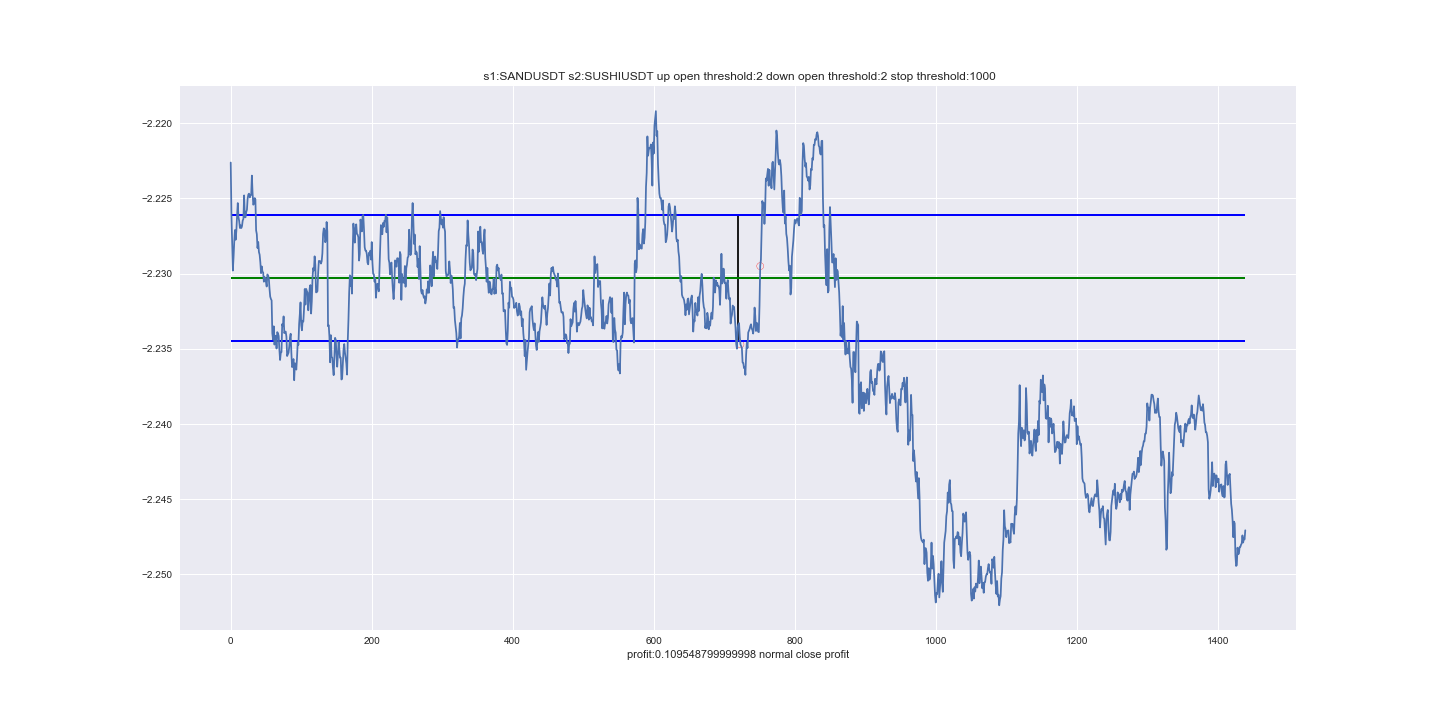 s1:SANDUSDT s2:SUSHIUSDT up open threshold:2 down open threshold:2 stop threshold:1000
−2.220
−2.225
−2.230
−2.235
−2.240
−2.245
−2.250
0 200 400 600 800 1000 1200 1400
profit:0.109548799999998 normal close profit